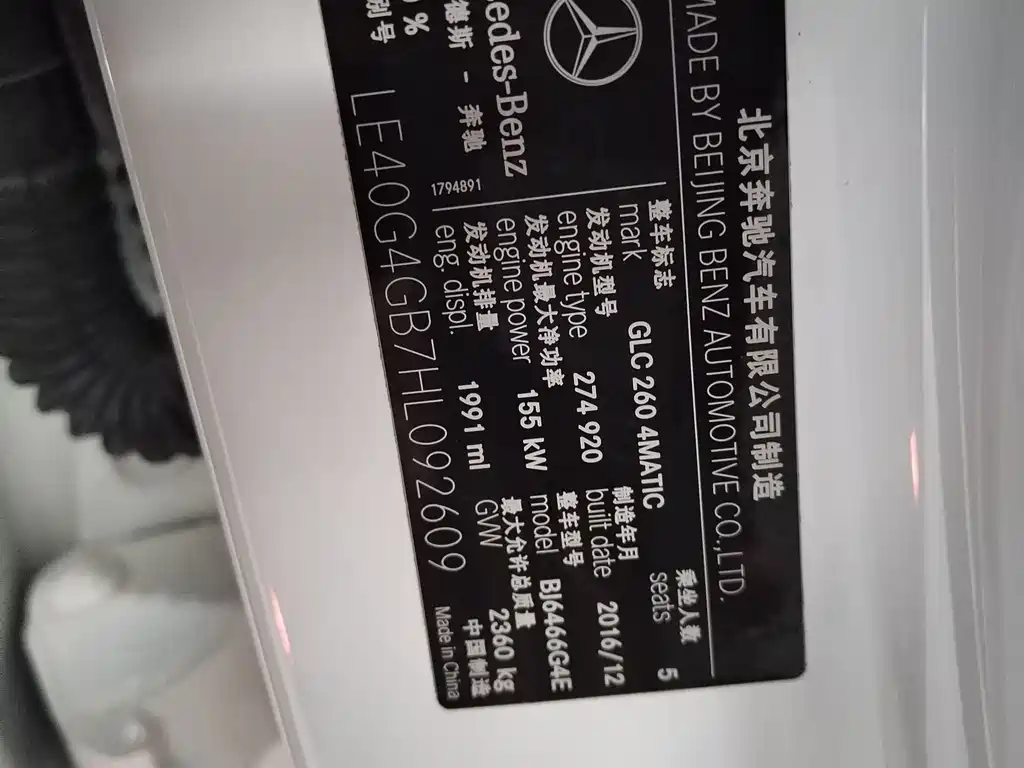 北京奔驰汽车有限公司制造
MADE BY BEIJING BENZ AUTOMOTIVE CO.,LTD.
乘坐人数
seats 5
整车标志
mark GLC 260 4MATIC
制造年月
built date 2016/12
发动机型号
engine type 274 920
整车型号
model BJ6466G4E
发动机最大净功率
engine power 155 kW
最大允许总质量
GVW 2360 kg
发动机排量
eng. displ. 1991 ml
中国制造
Made in China
edes-Benz
德斯 - 奔驰
1794891
%
别号
LE40G4GB7HL092609